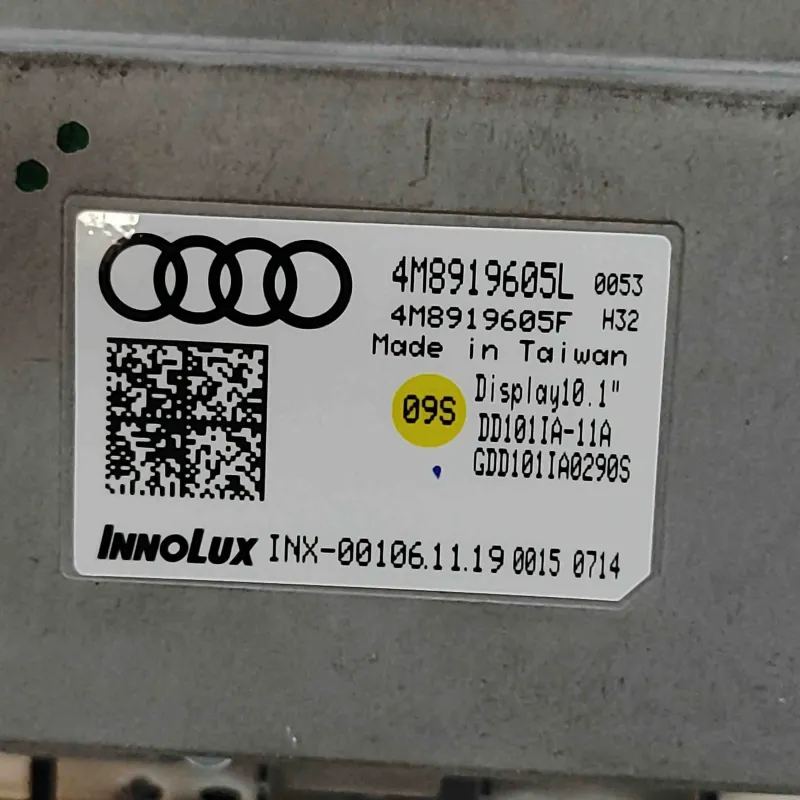 4M8919605L 0053
4M8919605F H32
Made in Taiwan
09S
Display10.1"
DD101IA-11A
GDD101IA0290S
INNOLUX INX-00106.11.19 0015 0714